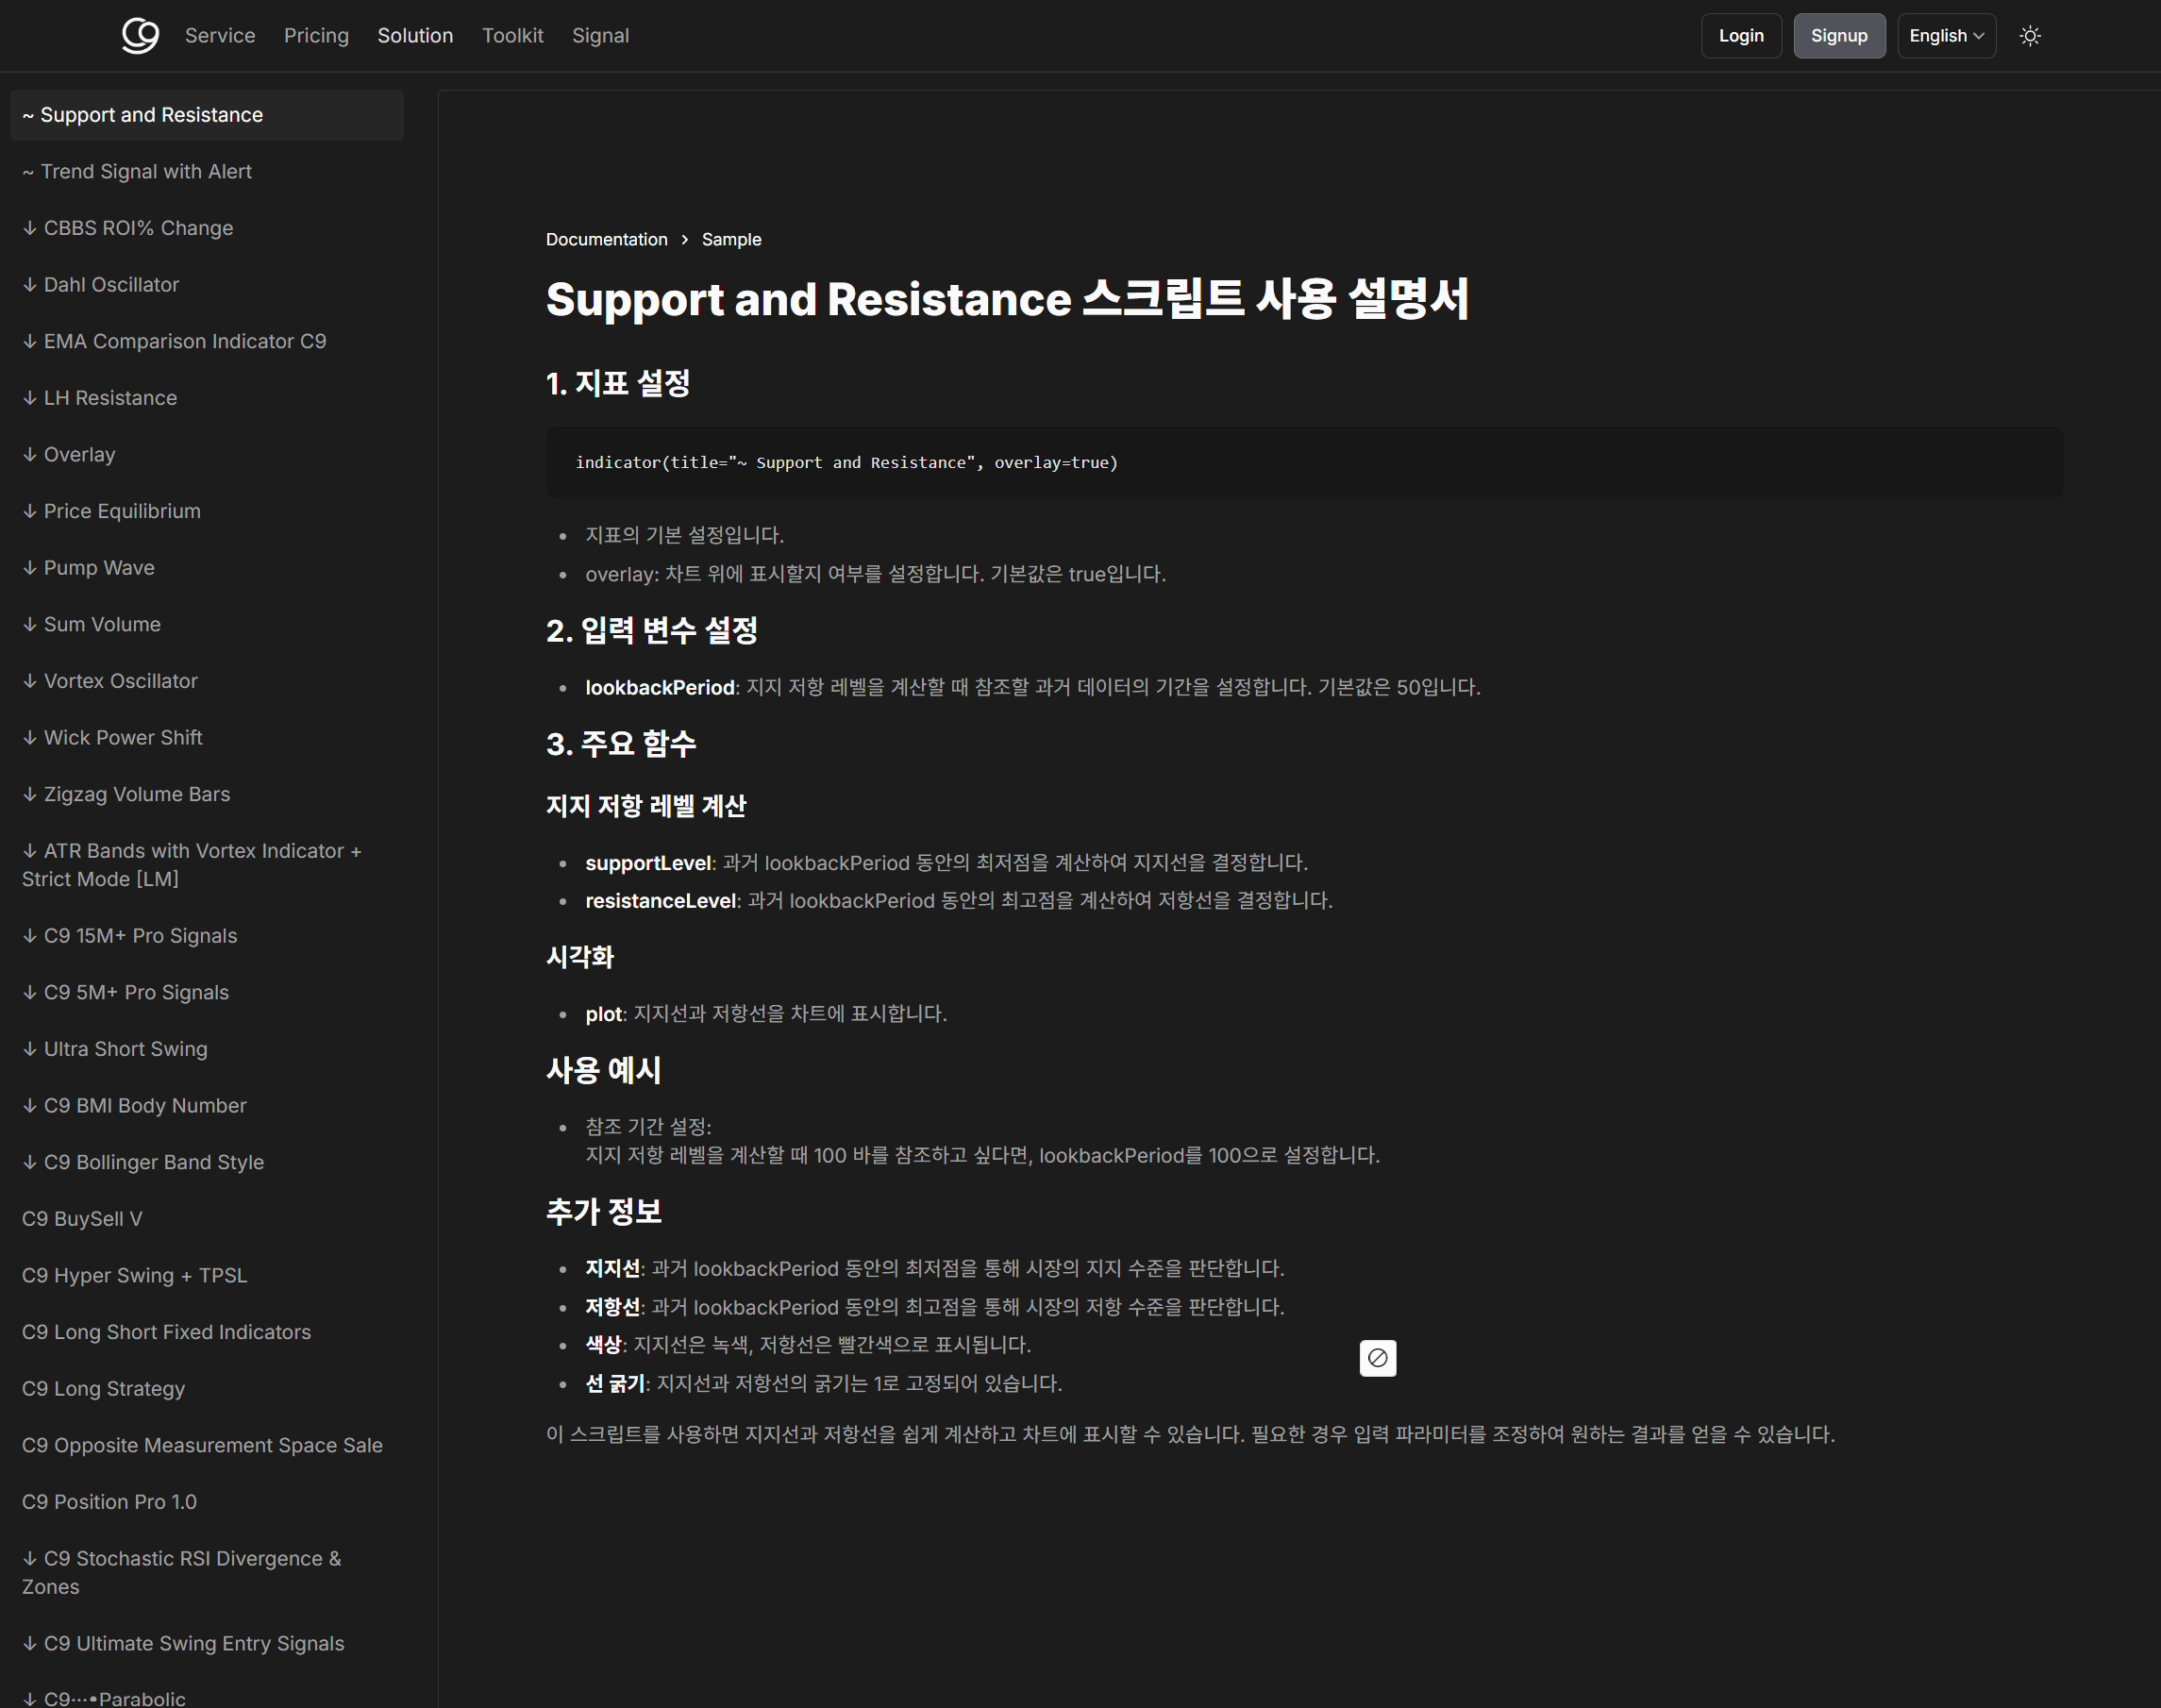 C9 Service Pricing Solution Toolkit Signal Login Signup English
~ Support and Resistance
~ Trend Signal with Alert
↓ CBBS ROI% Change
↓ Dahl Oscillator
↓ EMA Comparison Indicator C9
↓ LH Resistance
↓ Overlay
↓ Price Equilibrium
↓ Pump Wave
↓ Sum Volume
↓ Vortex Oscillator
↓ Wick Power Shift
↓ Zigzag Volume Bars
↓ ATR Bands with Vortex Indicator +
Strict Mode [LM]
↓ C9 15M+ Pro Signals
↓ C9 5M+ Pro Signals
↓ Ultra Short Swing
↓ C9 BMI Body Number
↓ C9 Bollinger Band Style
C9 BuySell V
C9 Hyper Swing + TPSL
C9 Long Short Fixed Indicators
C9 Long Strategy
C9 Opposite Measurement Space Sale
C9 Position Pro 1.0
↓ C9 Stochastic RSI Divergence &
Zones
↓ C9 Ultimate Swing Entry Signals
↓ C9···•Parabolic
Documentation > Sample
Support and Resistance 스크립트 사용 설명서
1. 지표 설정
indicator(title="~ Support and Resistance", overlay=true)
• 지표의 기본 설정입니다.
• overlay: 차트 위에 표시할지 여부를 설정합니다. 기본값은 true입니다.
2. 입력 변수 설정
• lookbackPeriod: 지지 저항 레벨을 계산할 때 참조할 과거 데이터의 기간을 설정합니다. 기본값은 50입니다.
3. 주요 함수
지지 저항 레벨 계산
• supportLevel: 과거 lookbackPeriod 동안의 최저점을 계산하여 지지선을 결정합니다.
• resistanceLevel: 과거 lookbackPeriod 동안의 최고점을 계산하여 저항선을 결정합니다.
시각화
• plot: 지지선과 저항선을 차트에 표시합니다.
사용 예시
• 참조 기간 설정:
지지 저항 레벨을 계산할 때 100 바를 참조하고 싶다면, lookbackPeriod를 100으로 설정합니다.
추가 정보
• 지지선: 과거 lookbackPeriod 동안의 최저점을 통해 시장의 지지 수준을 판단합니다.
• 저항선: 과거 lookbackPeriod 동안의 최고점을 통해 시장의 저항 수준을 판단합니다.
• 색상: 지지선은 녹색, 저항선은 빨간색으로 표시됩니다.
• 선 굵기: 지지선과 저항선의 굵기는 1로 고정되어 있습니다.
이 스크립트를 사용하면 지지선과 저항선을 쉽게 계산하고 차트에 표시할 수 있습니다. 필요한 경우 입력 파라미터를 조정하여 원하는 결과를 얻을 수 있습니다.